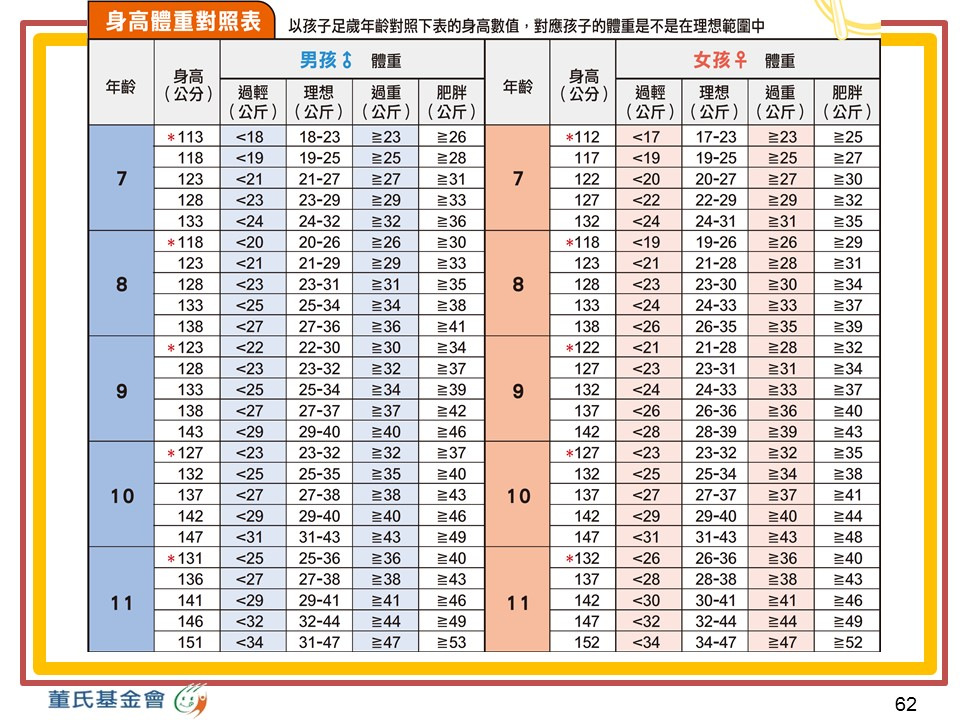 身高體重對照表 以孩子足歲年齡對照下表的身高數值，對應孩子的體重是不是在理想範圍中
年齡 身高（公分） 男孩♂ 體重 年齡 身高（公分） 女孩♀ 體重
過輕（公斤） 理想（公斤） 過重（公斤） 肥胖（公斤） 過輕（公斤） 理想（公斤） 過重（公斤） 肥胖（公斤）
7 *113 <18 18-23 ≧23 ≧26 7 *112 <17 17-23 ≧23 ≧25
118 <19 19-25 ≧25 ≧28 117 <19 19-25 ≧25 ≧27
123 <21 21-27 ≧27 ≧31 122 <20 20-27 ≧27 ≧30
128 <23 23-29 ≧29 ≧33 127 <22 22-29 ≧29 ≧32
133 <24 24-32 ≧32 ≧36 132 <24 24-31 ≧31 ≧35
8 *118 <20 20-26 ≧26 ≧30 8 *118 <19 19-26 ≧26 ≧29
123 <21 21-29 ≧29 ≧33 123 <21 21-28 ≧28 ≧31
128 <23 23-31 ≧31 ≧35 128 <23 23-30 ≧30 ≧34
133 <25 25-34 ≧34 ≧38 133 <24 24-33 ≧33 ≧37
138 <27 27-36 ≧36 ≧41 138 <26 26-35 ≧35 ≧39
9 *123 <22 22-30 ≧30 ≧34 9 *122 <21 21-28 ≧28 ≧32
128 <23 23-32 ≧32 ≧37 127 <23 23-31 ≧31 ≧34
133 <25 25-34 ≧34 ≧39 132 <24 24-33 ≧33 ≧37
138 <27 27-37 ≧37 ≧42 137 <26 26-36 ≧36 ≧40
143 <29 29-40 ≧40 ≧46 142 <28 28-39 ≧39 ≧43
10 *127 <23 23-32 ≧32 ≧37 10 *127 <23 23-32 ≧32 ≧35
132 <25 25-35 ≧35 ≧40 132 <25 25-34 ≧34 ≧38
137 <27 27-38 ≧38 ≧43 137 <27 27-37 ≧37 ≧41
142 <29 29-40 ≧40 ≧46 142 <29 29-40 ≧40 ≧44
147 <31 31-43 ≧43 ≧49 147 <31 31-43 ≧43 ≧48
11 *131 <25 25-36 ≧36 ≧40 11 *132 <26 26-36 ≧36 ≧40
136 <27 27-38 ≧38 ≧43 137 <28 28-38 ≧38 ≧43
141 <29 29-41 ≧41 ≧46 142 <30 30-41 ≧41 ≧46
146 <32 32-44 ≧44 ≧49 147 <32 32-44 ≧44 ≧49
151 <34 31-47 ≧47 ≧53 152 <34 34-47 ≧47 ≧52
董氏基金會
62